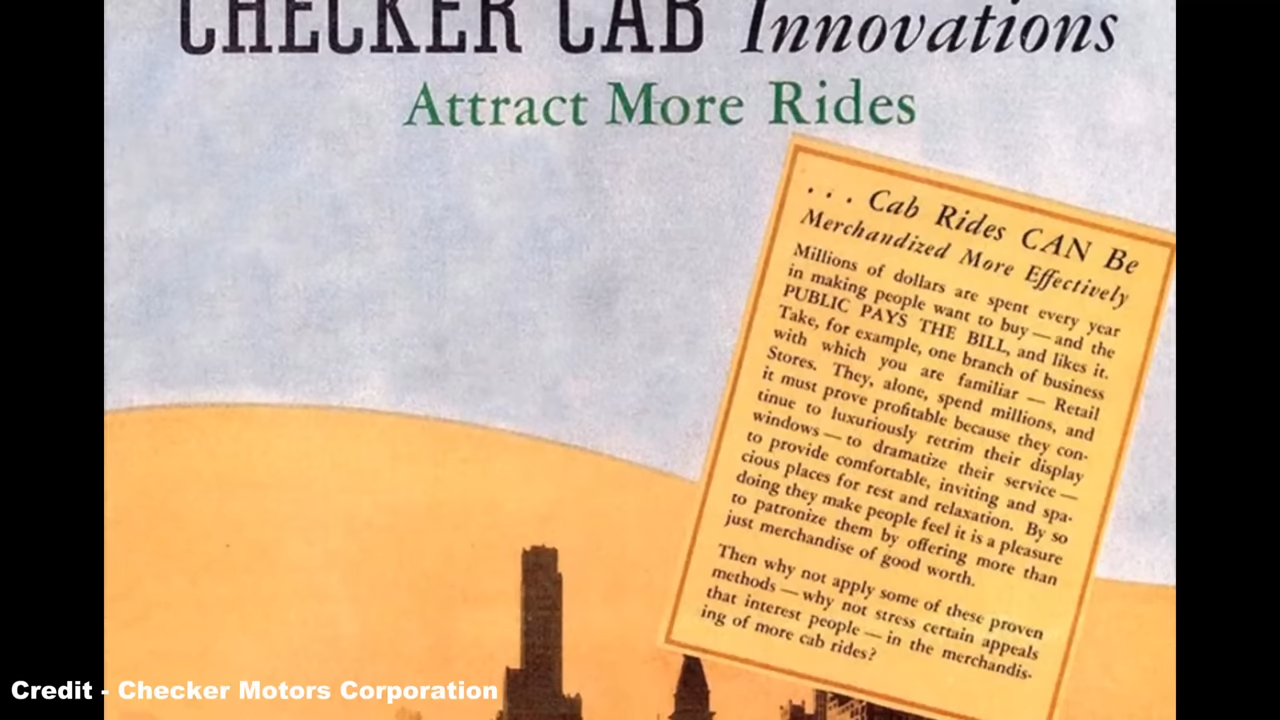 CHECKER CAB Innovations
Attract More Rides
. . . Cab Rides CAN Be
Merchandized More Effectively
Millions of dollars are spent every year
in making people want to buy — and the
PUBLIC PAYS THE BILL, and likes it.
Take, for example, one branch of business
with which you are familiar — Retail
Stores. They, alone, spend millions, and
it must prove profitable because they con-
tinue to luxuriously retrim their display
windows — to dramatize their service —
to provide comfortable, inviting and spa-
cious places for rest and relaxation. By so
doing they make people feel it is a pleasure
to patronize them by offering more than
just merchandise of good worth.
Then why not apply some of these proven
methods — why not stress certain appeals
that interest people — in the merchandis-
ing of more cab rides?
Credit - Checker Motors Corporation